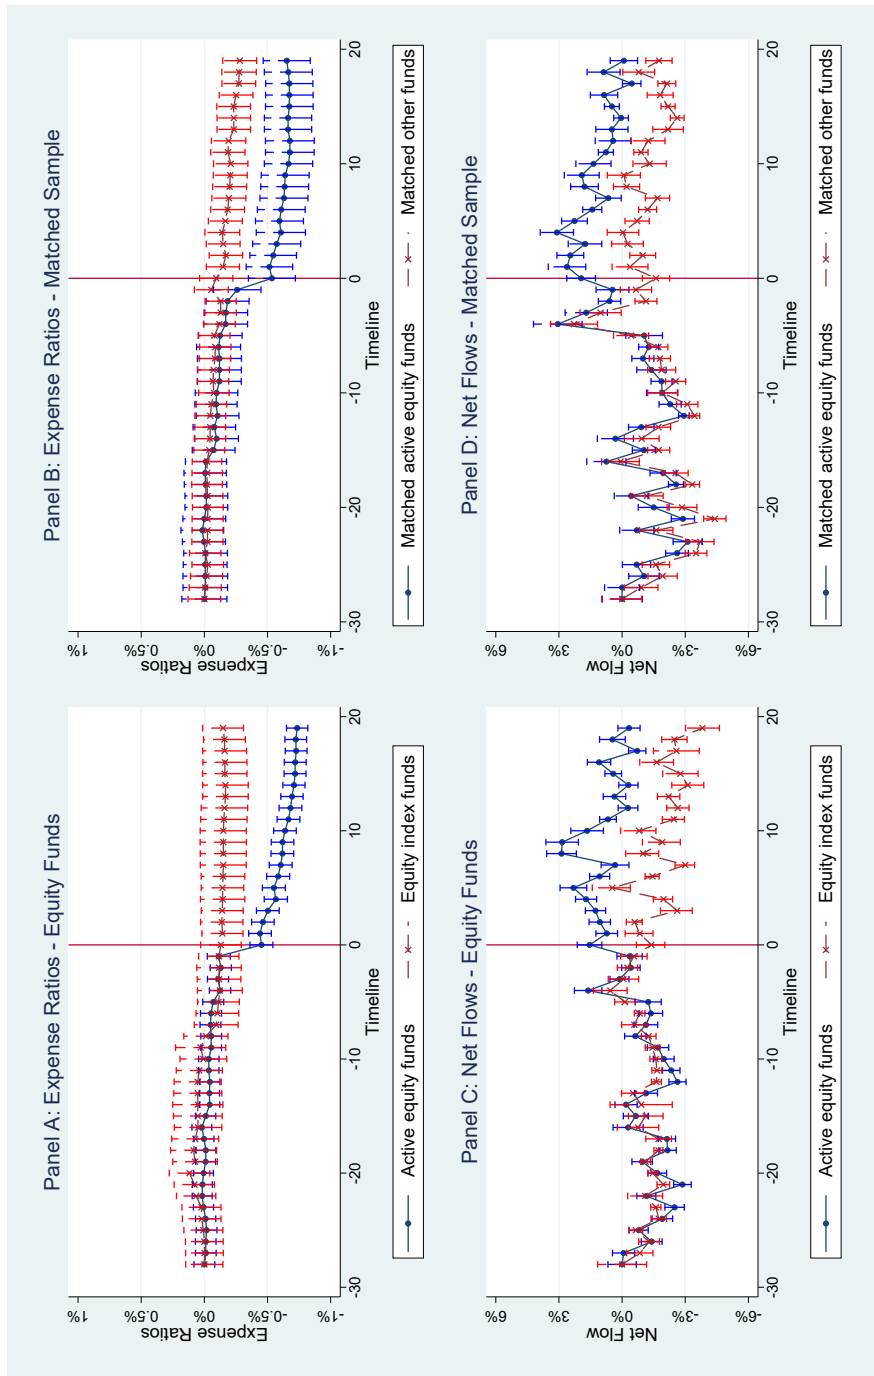 Panel A: Expense Ratios - Equity Funds
1%
0.5%
0%
-0.5%
-1%
Expense Ratios
-30
-20
-10
0
10
20
Timeline
Active equity funds
Equity index funds
Panel B: Expense Ratios - Matched Sample
1%
0.5%
0%
-0.5%
-1%
Expense Ratios
-30
-20
-10
0
10
20
Timeline
Matched active equity funds
Matched other funds
Panel C: Net Flows - Equity Funds
6%
3%
0%
-3%
-6%
Net Flow
-30
-20
-10
0
10
20
Timeline
Active equity funds
Equity index funds
Panel D: Net Flows - Matched Sample
6%
3%
0%
-3%
-6%
Net Flow
-30
-20
-10
0
10
20
Timeline
Matched active equity funds
Matched other funds